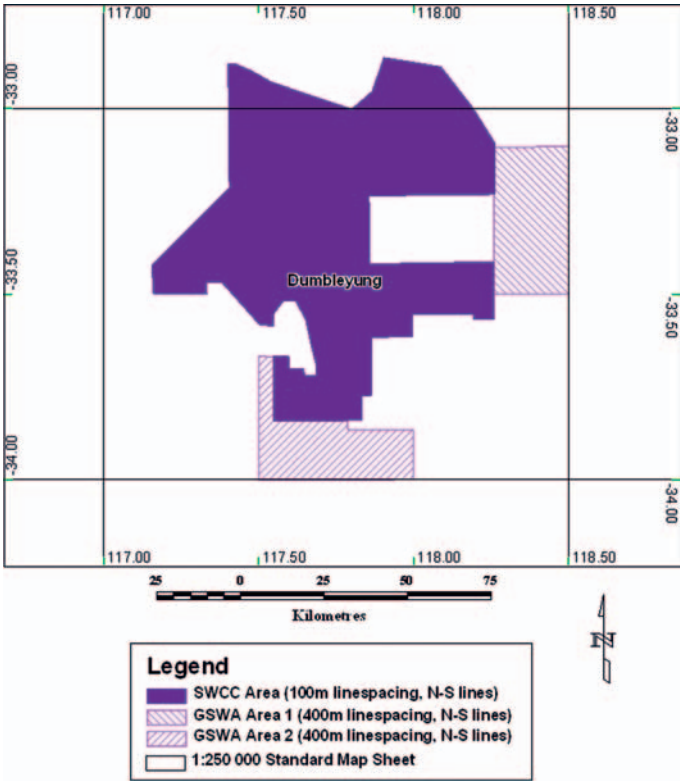 117.00 117.50 118.00 118.50
-33.00 -33.00
Dumbleyung
-33.50 -33.50
-34.00 -34.00
117.00 117.50 118.00 118.50
25 0 25 50 75
Kilometres
N
Legend
SWCC Area (100m linespacing, N-S lines)
GSWA Area 1 (400m linespacing, N-S lines)
GSWA Area 2 (400m linespacing, N-S lines)
1:250 000 Standard Map Sheet